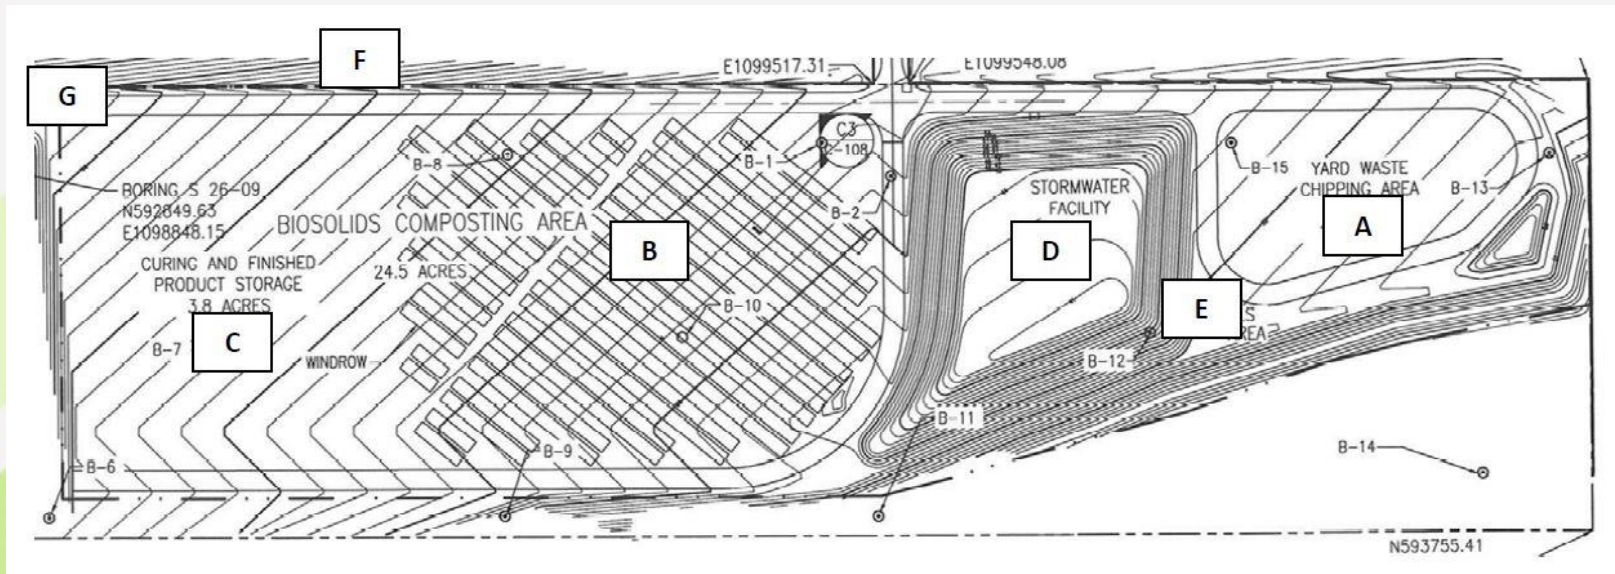 F
E1099517.31
E1099548.08
G
C3
2-108
B-8
B-1
B-15
YARD WASTE
CHIPPING AREA
B-13
STORMWATER
FACILITY
BORING S 26-09
N592849.63
E1098848.15
B-2
BIOSOLIDS COMPOSTING AREA
A
B
D
CURING AND FINISHED
PRODUCT STORAGE
3.8 ACRES
24.5 ACRES
B-10
E
C
B-7
WINDROW
B-12
B-11
B-9
B-6
B-14
N593755.41